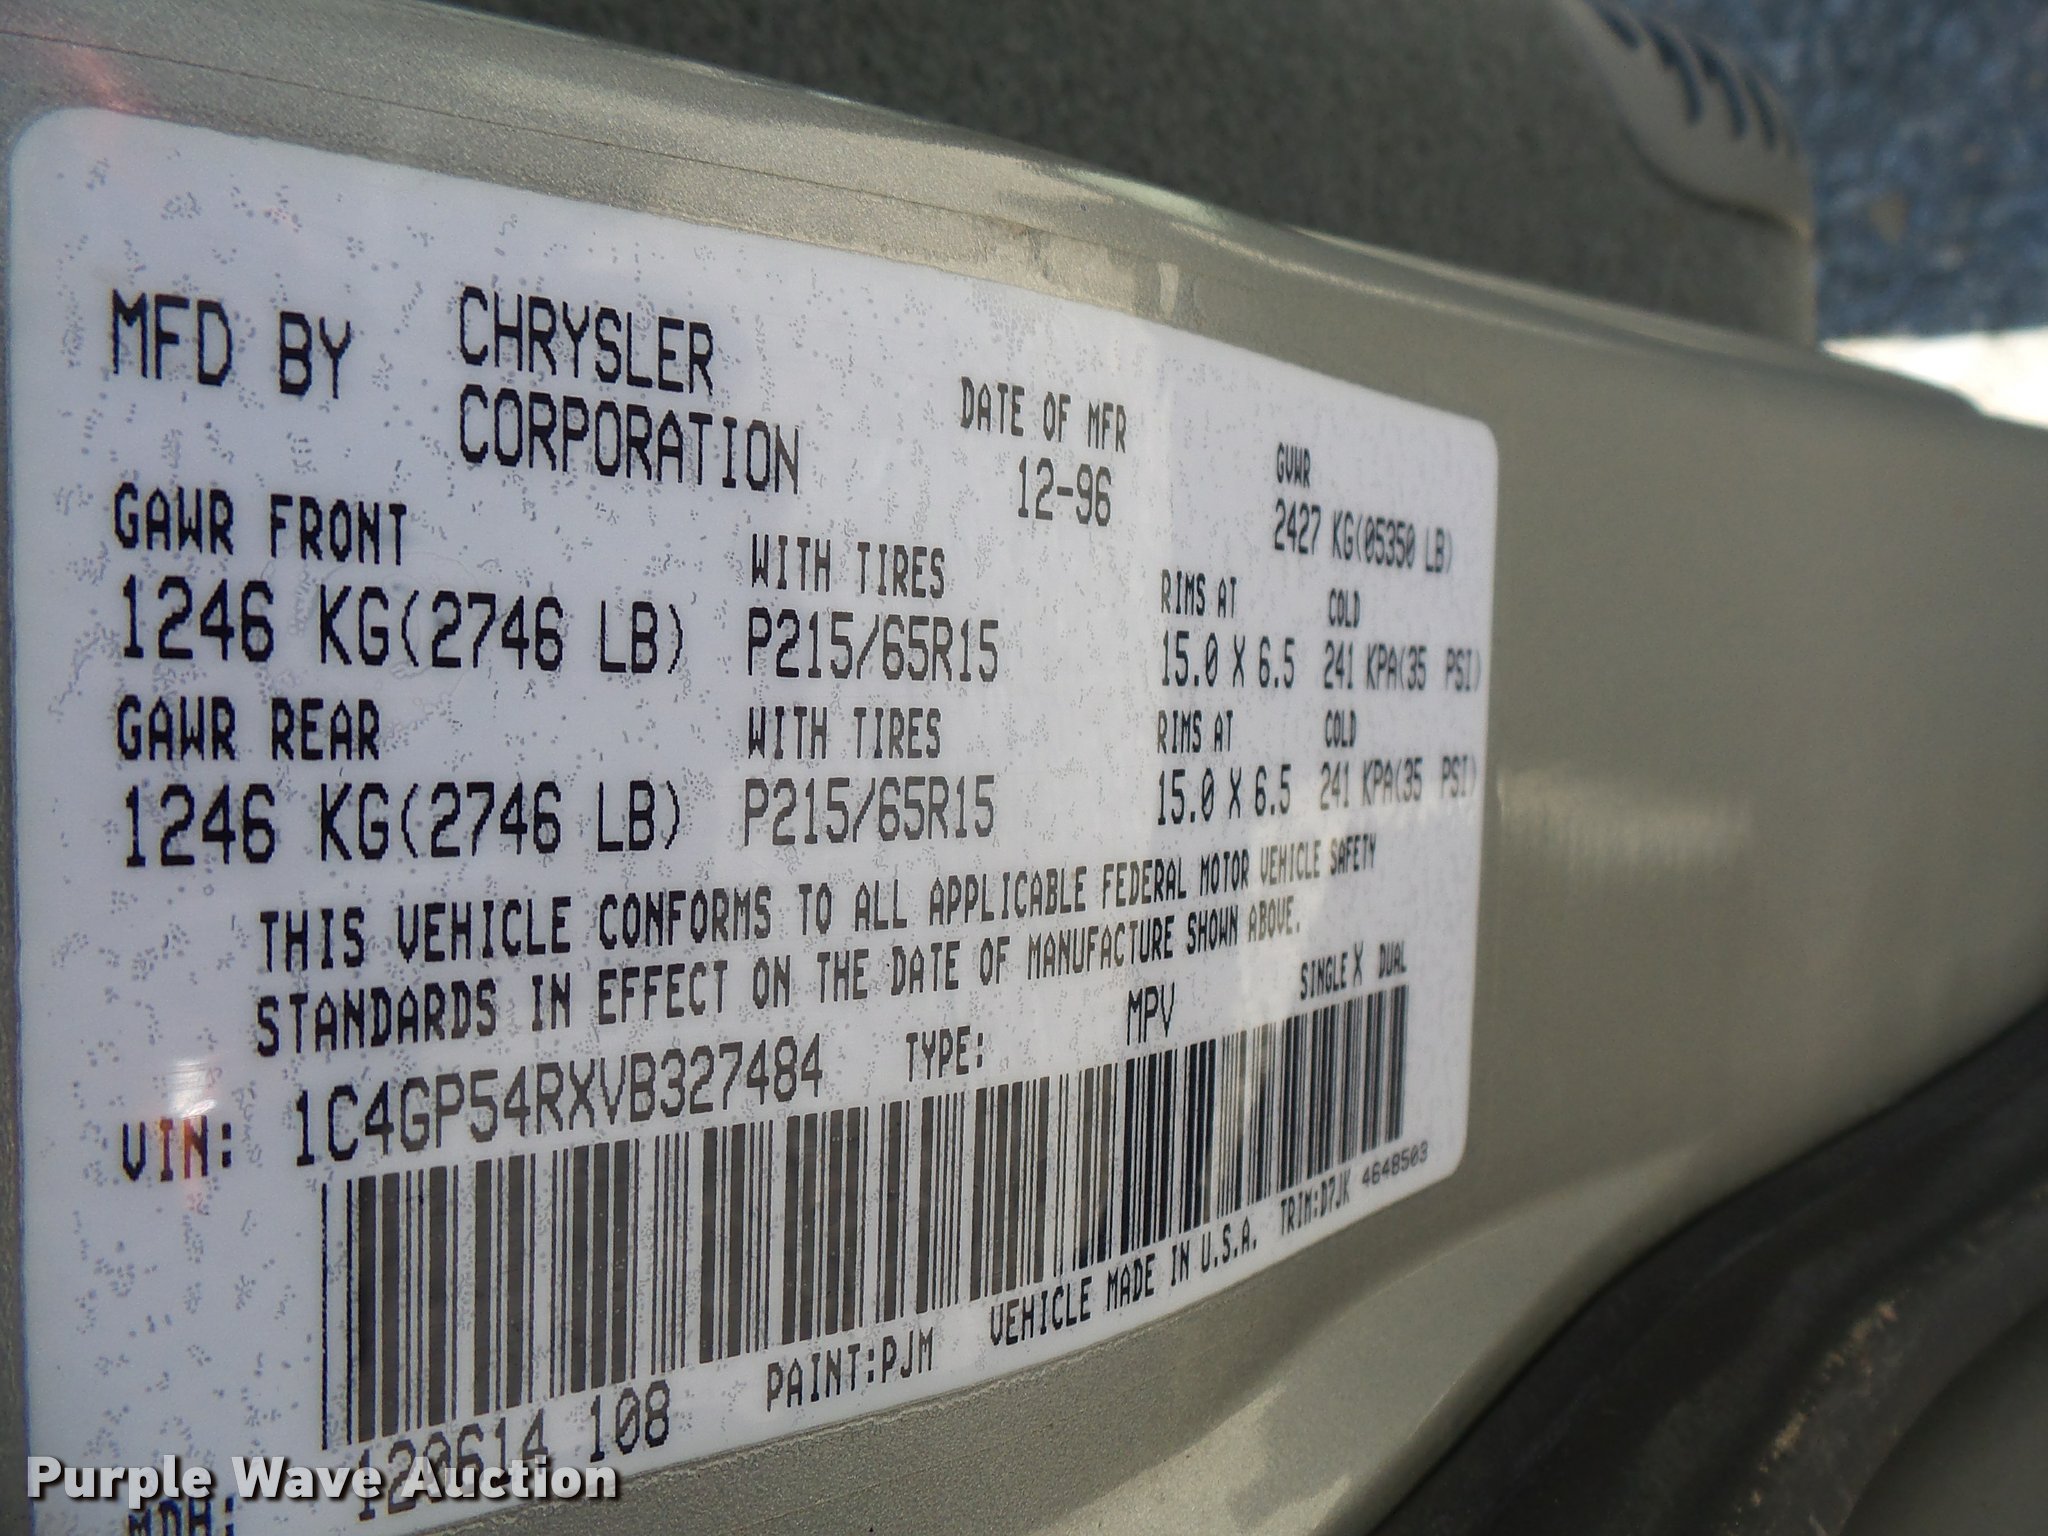 MFD BY CHRYSLER CORPORATION
DATE OF MFR 12-96
GVWR 2427 KG(05350 LB)
GAWR FRONT WITH TIRES RIMS AT COLD
1246 KG(2746 LB) P215/65R15 15.0 X 6.5 241 KPA(35 PSI)
GAWR REAR WITH TIRES RIMS AT COLD
1246 KG(2746 LB) P215/65R15 15.0 X 6.5 241 KPA(35 PSI)
THIS VEHICLE CONFORMS TO ALL APPLICABLE FEDERAL MOTOR VEHICLE SAFETY
STANDARDS IN EFFECT ON THE DATE OF MANUFACTURE SHOWN ABOVE.
VIN: 1C4GP54RXVB327484 TYPE: MPV SINGLE X DUAL
MDH: 120614 108 PAINT:PJM VEHICLE MADE IN U.S.A. TRIM:D7JK 4648503
Purple Wave Auction